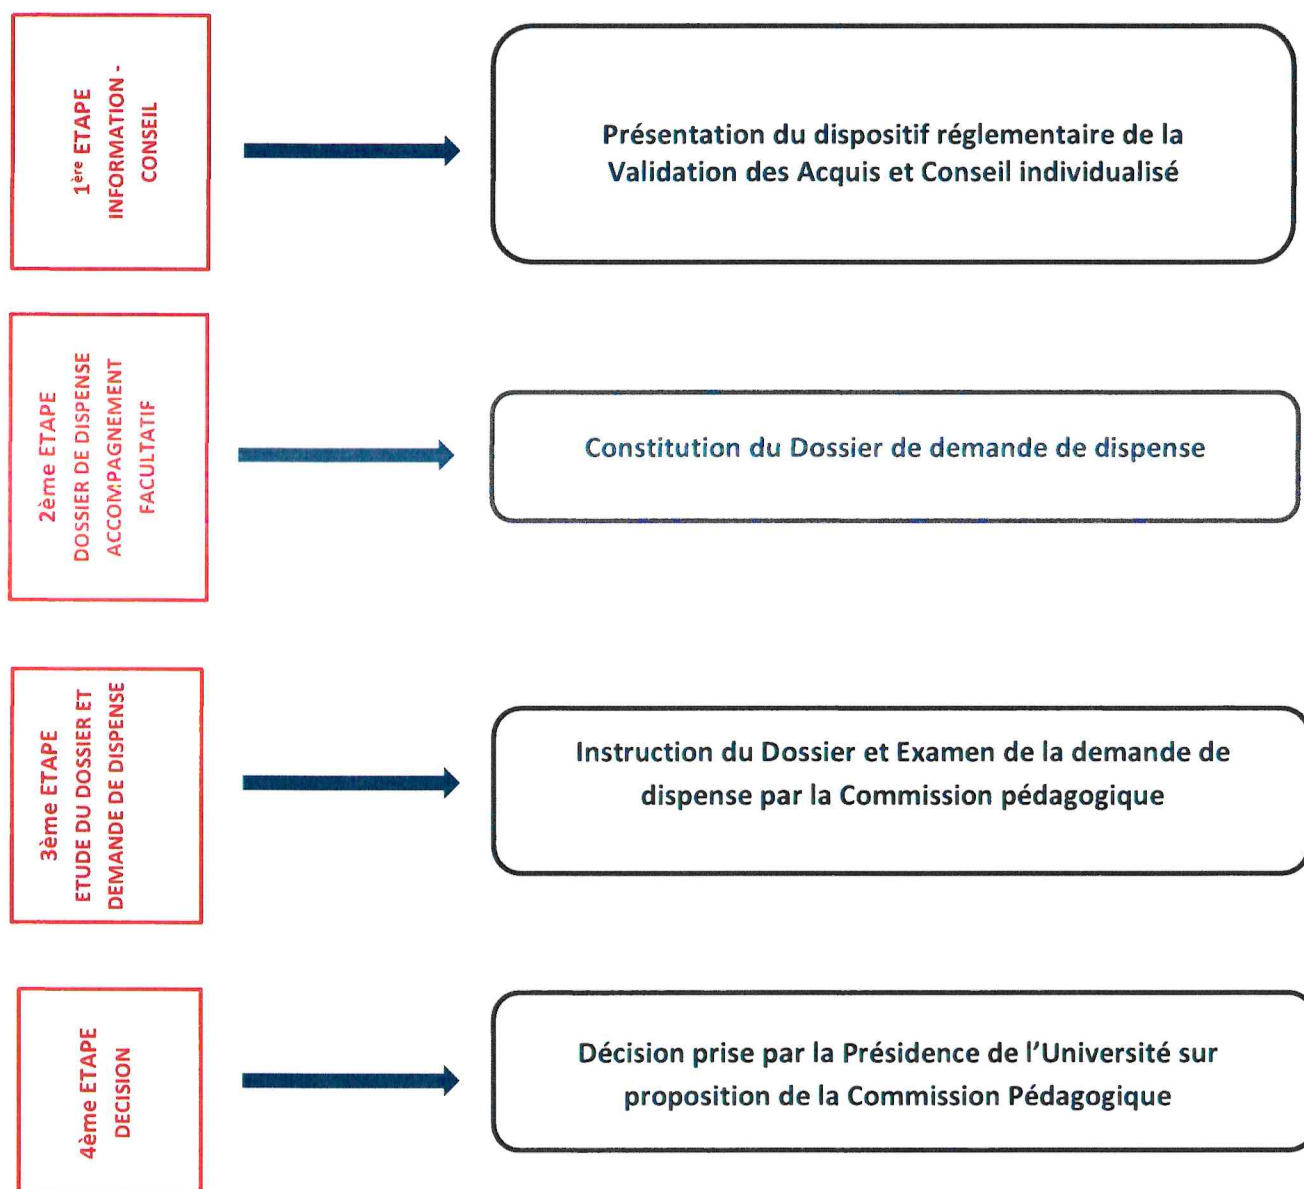 1ère ETAPE
INFORMATION -
CONSEIL
Présentation du dispositif réglementaire de la
Validation des Acquis et Conseil individualisé
2ème ETAPE
DOSSIER DE DISPENSE
ACCOMPAGNEMENT
FACULTATIF
Constitution du Dossier de demande de dispense
3ème ETAPE
ETUDE DU DOSSIER ET
DEMANDE DE DISPENSE
Instruction du Dossier et Examen de la demande de
dispense par la Commission pédagogique
4ème ETAPE
DECISION
Décision prise par la Présidence de l'Université sur
proposition de la Commission Pédagogique